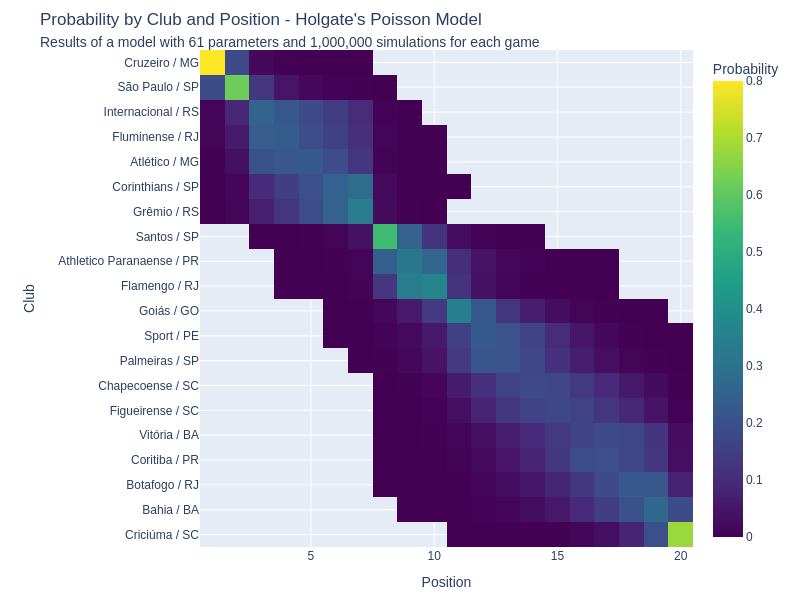 Probability by Club and Position - Holgate's Poisson Model
Results of a model with 61 parameters and 1,000,000 simulations for each game
Probability
Cruzeiro / MG
São Paulo / SP
Internacional / RS
Fluminense / RJ
Atlético / MG
Corinthians / SP
Grêmio / RS
Santos / SP
Athletico Paranaense / PR
Flamengo / RJ
Goiás / GO
Sport / PE
Palmeiras / SP
Chapecoense / SC
Figueirense / SC
Vitória / BA
Coritiba / PR
Botafogo / RJ
Bahia / BA
Criciúma / SC
Club
5 10 15 20
Position
0.8
0.7
0.6
0.5
0.4
0.3
0.2
0.1
0